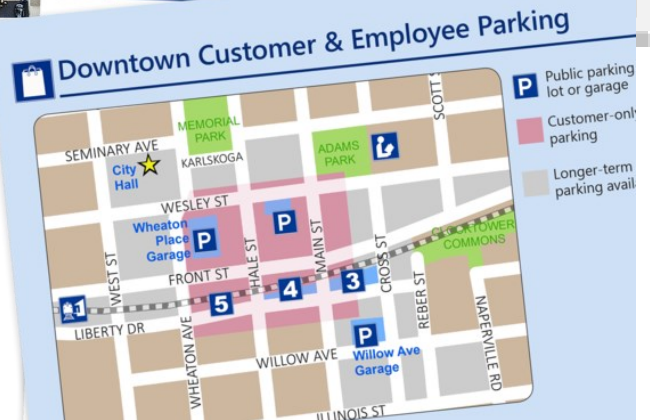 Downtown Customer & Employee Parking
P
Public parking
lot or garage
Customer-only
parking
Longer-term
parking avail
SCOTT S
MEMORIAL
PARK
SEMINARY AVE
KARLSKOGA
City
Hall
ADAMS
PARK
WESLEY ST
Wheaton
Place
Garage
P
P
CLOCKTOWER
COMMONS
WEST ST
FRONT ST
HALE ST
MAIN ST
CROSS ST
REBER ST
1
5
4
3
LIBERTY DR
WHEATON AVE
WILLOW AVE
P
Willow Ave
Garage
NAPERVILLE RD
ILLINOIS ST